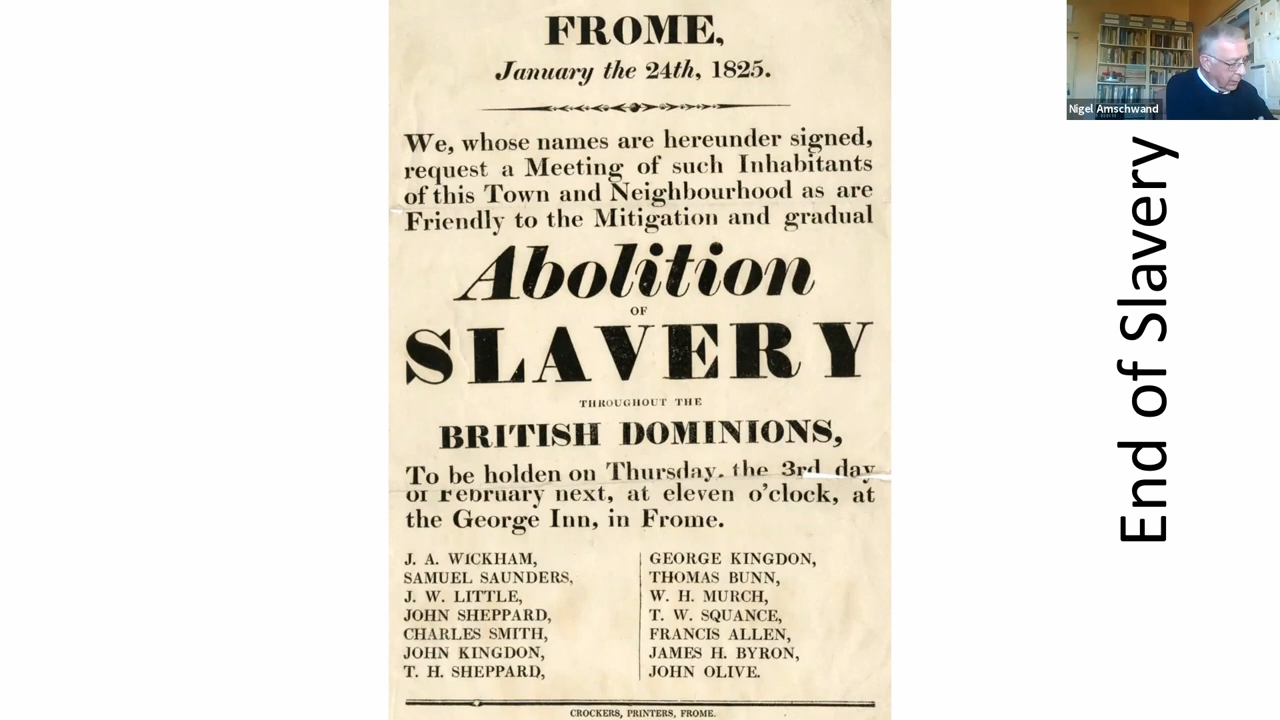 FROME,
January the 24th, 1825.
We, whose names are hereunder signed,
request a Meeting of such Inhabitants
of this Town and Neighbourhood as are
Friendly to the Mitigation and gradual
Abolition
OF
SLAVERY
THROUGHOUT THE
BRITISH DOMINIONS,
To be holden on Thursday, the 3rd day
of February next, at eleven o'clock, at
the George Inn, in Frome.
J. A. WICKHAM,
SAMUEL SAUNDERS,
J. W. LITTLE,
JOHN SHEPPARD,
CHARLES SMITH,
JOHN KINGDON,
T. H. SHEPPARD,
GEORGE KINGDON,
THOMAS BUNN,
W. H. MURCH,
T. W. SQUANCE,
FRANCIS ALLEN,
JAMES H. BYRON,
JOHN OLIVE.
CROCKERS, PRINTERS, FROME.
Nigel Amschwand
End of Slavery